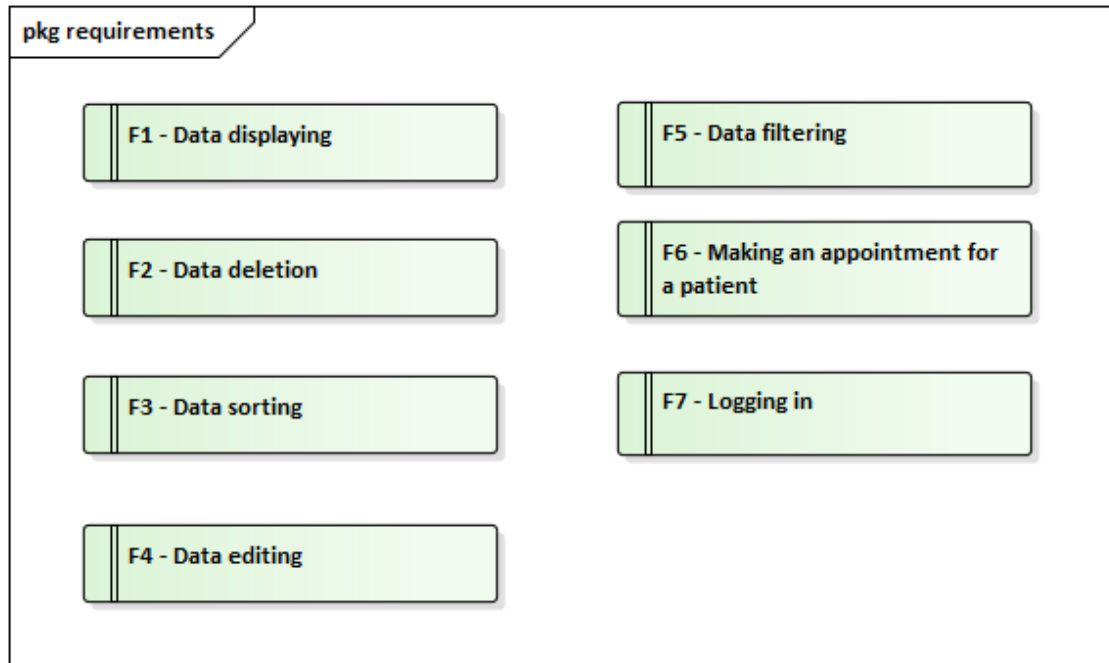 pkg requirements
F1 - Data displaying
F2 - Data deletion
F3 - Data sorting
F4 - Data editing
F5 - Data filtering
F6 - Making an appointment for
a patient
F7 - Logging in